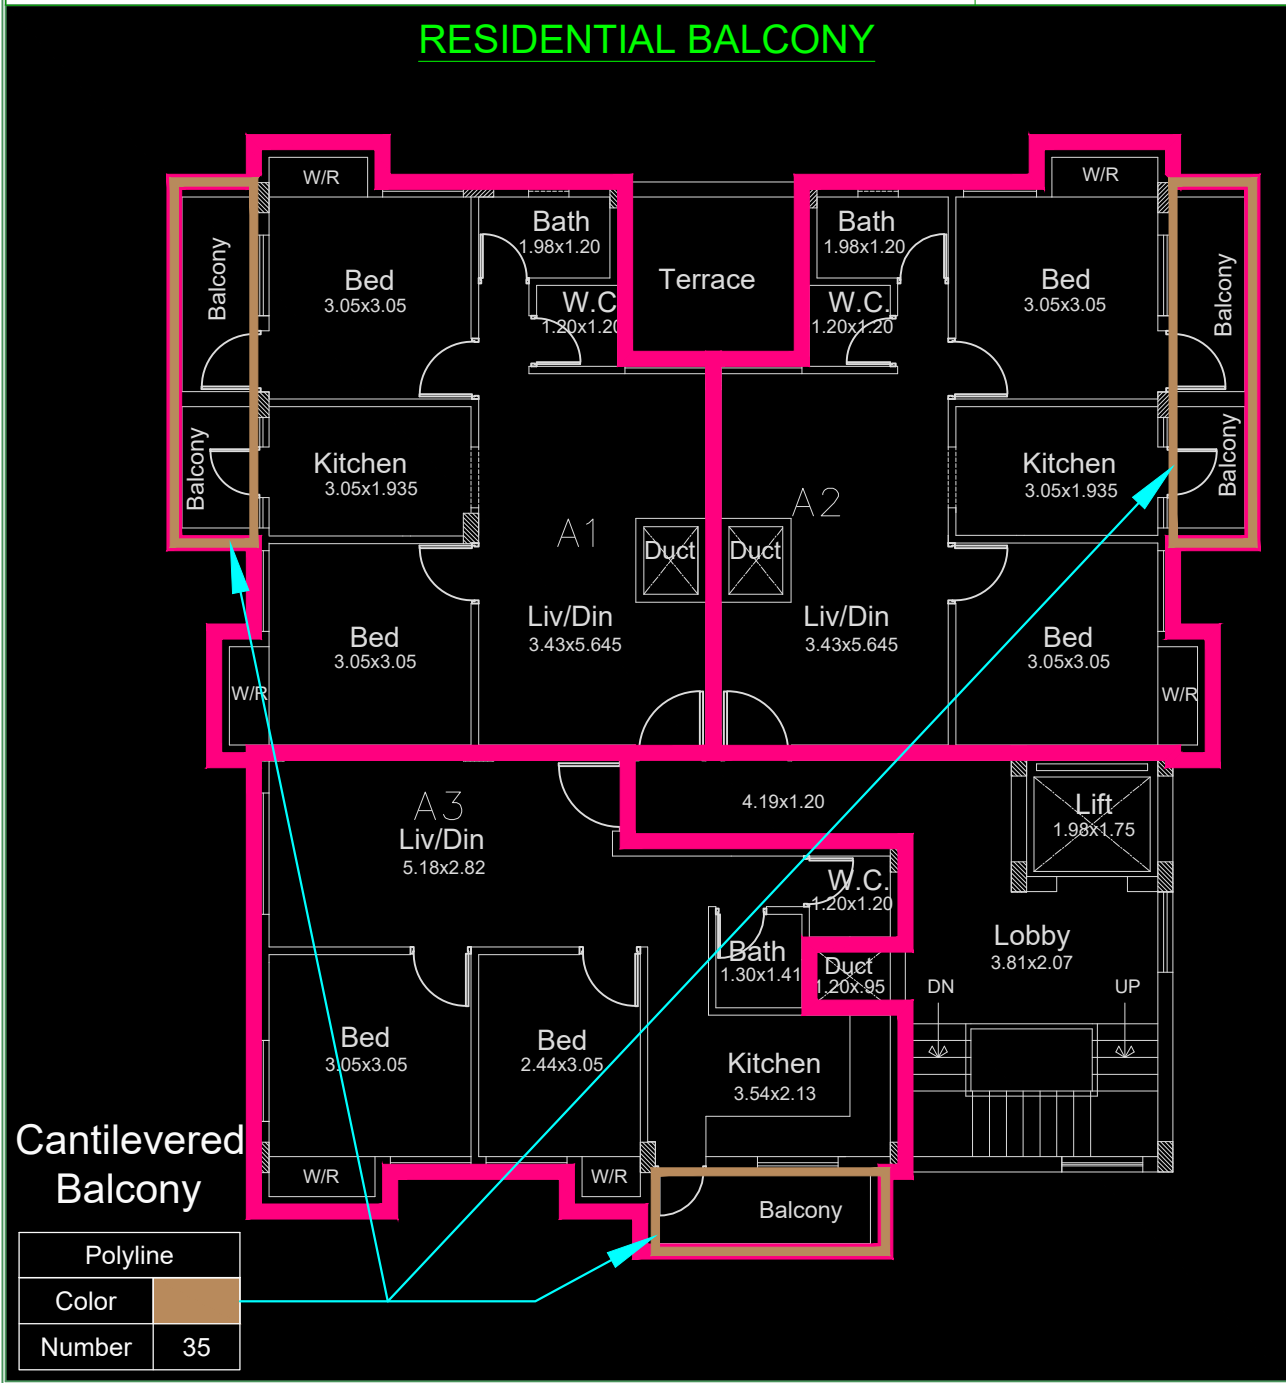 RESIDENTIAL BALCONY
W/R
W/R
Bath
1.98x1.20
Bath
1.98x1.20
Balcony
Bed
3.05x3.05
Terrace
Bed
3.05x3.05
Balcony
W.C.
1.20x1.20
W.C.
1.20x1.20
Balcony
Kitchen
3.05x1.935
Kitchen
3.05x1.935
Balcony
A1
A2
Duct
Duct
Liv/Din
3.43x5.645
Liv/Din
3.43x5.645
Bed
3.05x3.05
Bed
3.05x3.05
W/R
W/R
A3
Liv/Din
5.18x2.82
4.19x1.20
Lift
1.98x1.75
W.C.
1.20x1.20
Bath
1.30x1.41
Duct
1.20x.95
Lobby
3.81x2.07
DN
UP
Bed
3.05x3.05
Bed
2.44x3.05
Kitchen
3.54x2.13
W/R
W/R
Balcony
Cantilevered
Balcony
Polyline
Color
Number 35